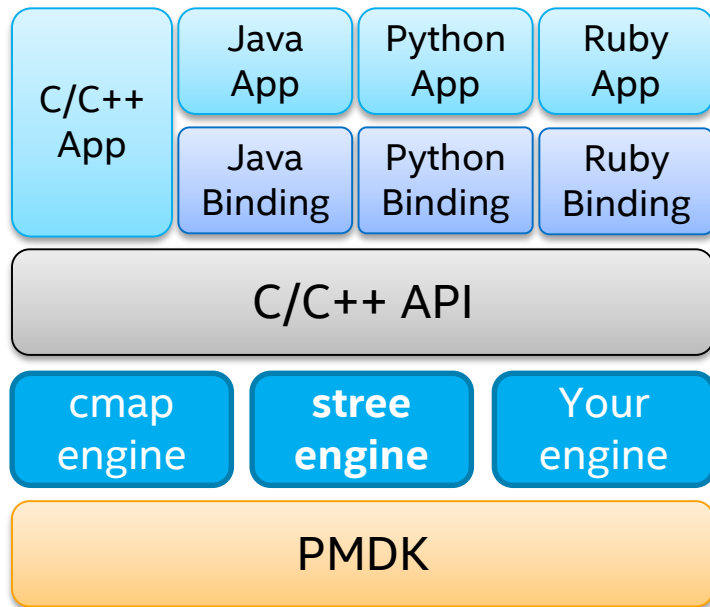 C/C++
App
Java
App
Python
App
Ruby
App
Java
Binding
Python
Binding
Ruby
Binding
C/C++ API
cmap
engine
stree
engine
Your
engine
PMDK